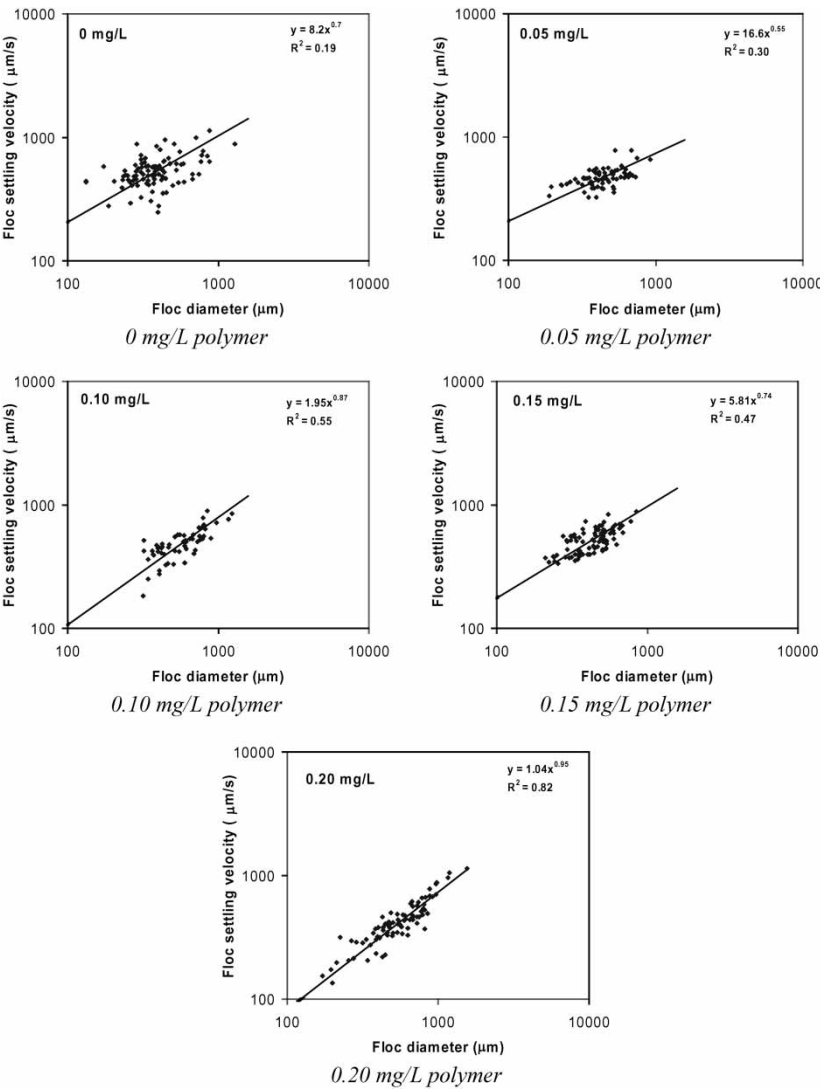 0 mg/L
y = 8.2x^0.7
R^2 = 0.19
Floc settling velocity ( μm/s)
10000
1000
100
100 1000 10000
Floc diameter (μm)
0 mg/L polymer
0.05 mg/L
y = 16.6x^0.55
R^2 = 0.30
Floc settling velocity ( μm/s)
10000
1000
100
100 1000 10000
Floc diameter (μm)
0.05 mg/L polymer
0.10 mg/L
y = 1.95x^0.87
R^2 = 0.55
Floc settling velocity ( μm/s)
10000
1000
100
100 1000 10000
Floc diameter (μm)
0.10 mg/L polymer
0.15 mg/L
y = 5.81x^0.74
R^2 = 0.47
Floc settling velocity ( μm/s)
10000
1000
100
100 1000 10000
Floc diameter (μm)
0.15 mg/L polymer
0.20 mg/L
y = 1.04x^0.95
R^2 = 0.82
Floc settling velocity ( μm/s)
10000
1000
100
100 1000 10000
Floc diameter (μm)
0.20 mg/L polymer